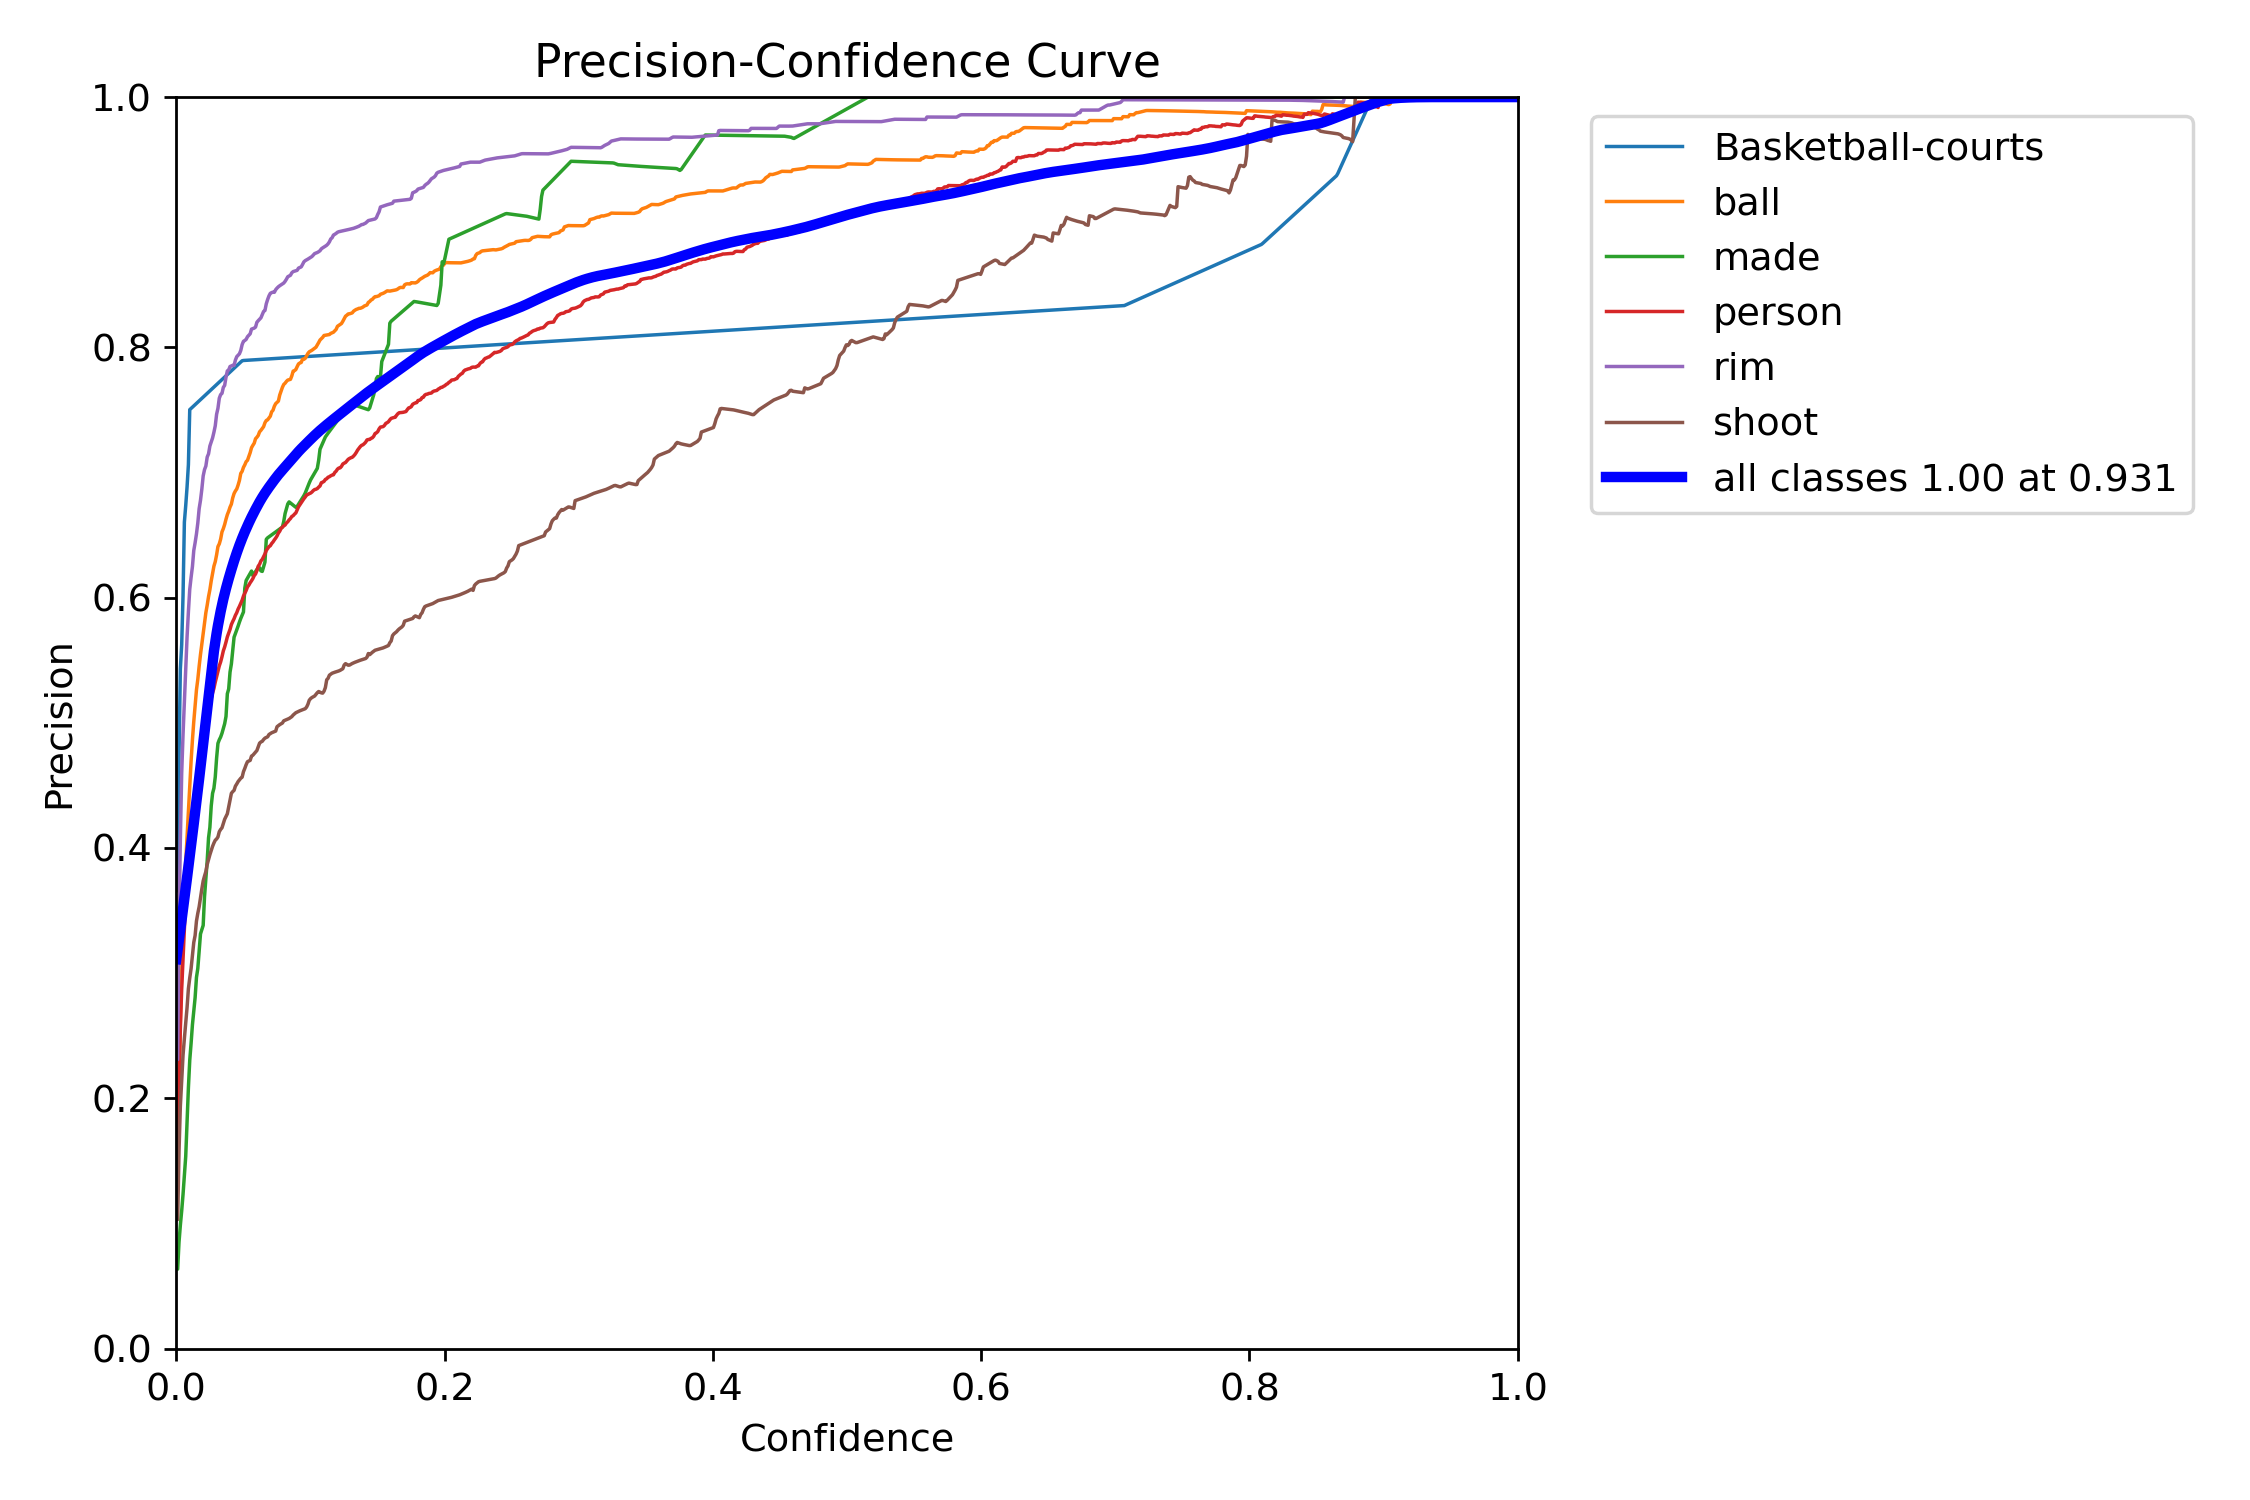 Precision-Confidence Curve
1.0
0.8
0.6
0.4
0.2
0.0
Precision
0.0 0.2 0.4 0.6 0.8 1.0
Confidence
Basketball-courts
ball
made
person
rim
shoot
all classes 1.00 at 0.931